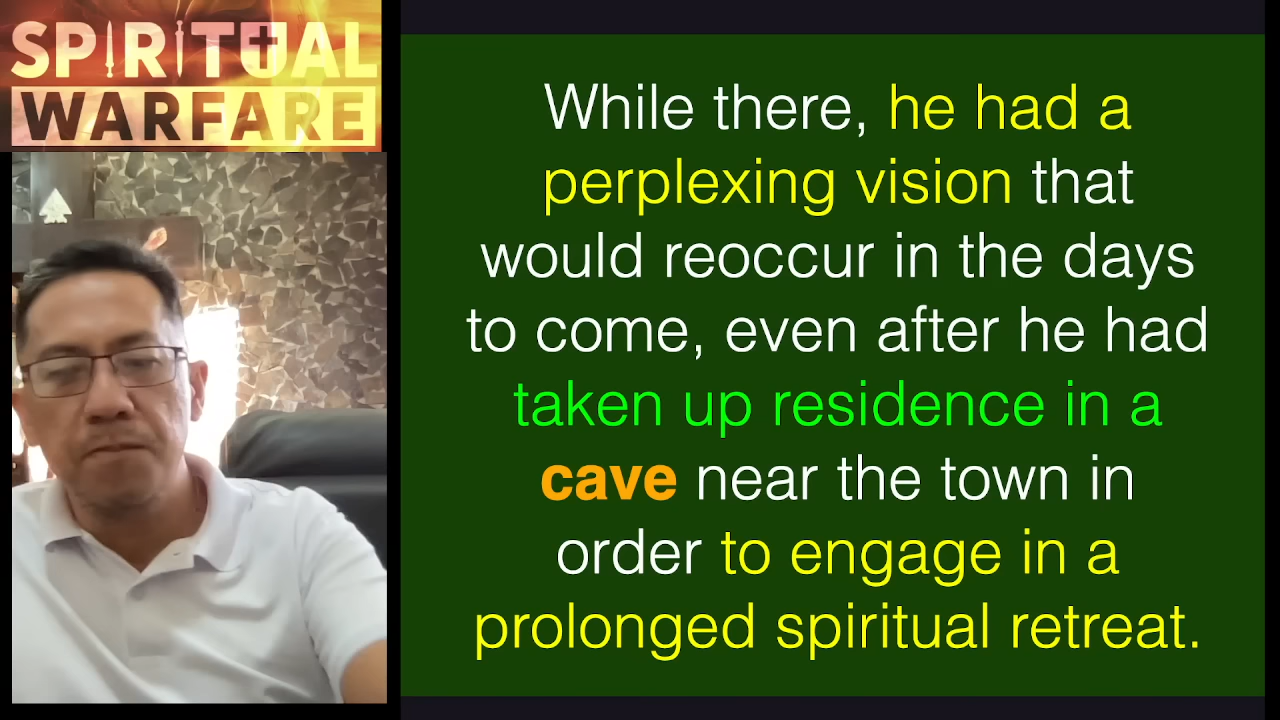 SPIRITUAL
WARFARE
While there, he had a
perplexing vision that
would reoccur in the days
to come, even after he had
taken up residence in a
cave near the town in
order to engage in a
prolonged spiritual retreat.